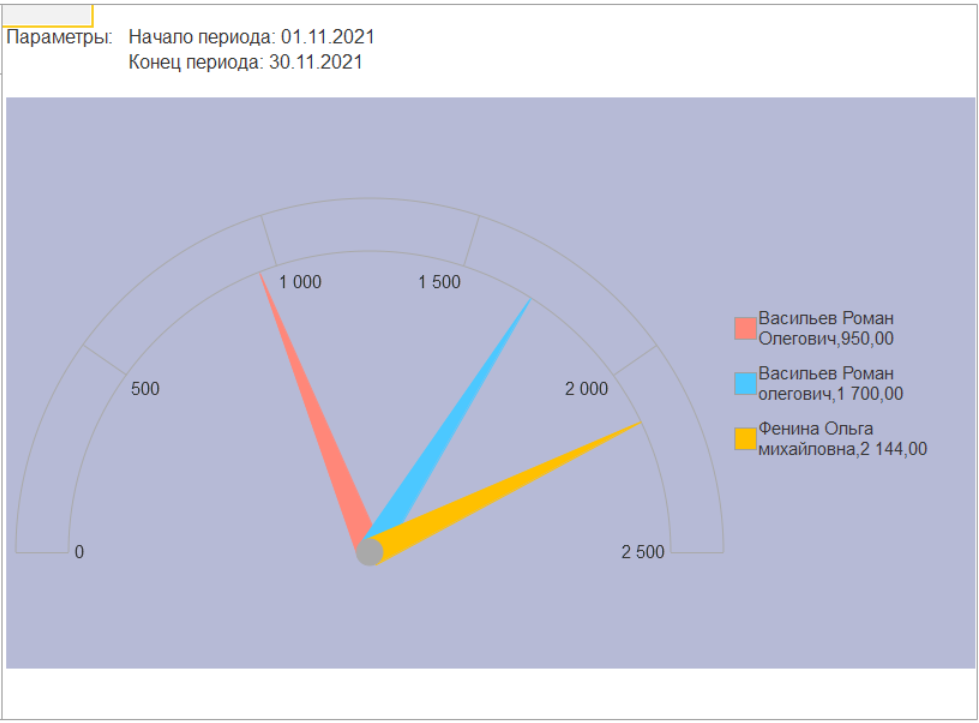 Параметры: Начало периода: 01.11.2021
Конец периода: 30.11.2021
1 000
1 500
500
2 000
0
2 500
Васильев Роман
Олегович,950,00
Васильев Роман
олегович,1 700,00
Фенина Ольга
михайловна,2 144,00